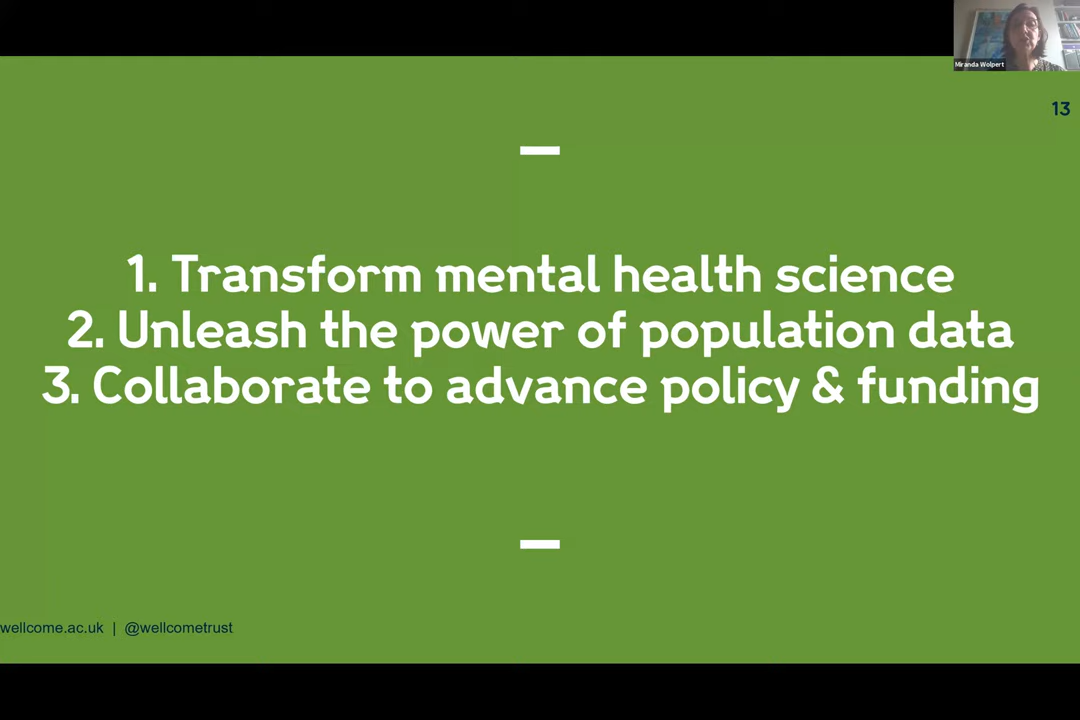 Miranda Wolpert
13
1. Transform mental health science
2. Unleash the power of population data
3. Collaborate to advance policy & funding
wellcome.ac.uk | @wellcometrust